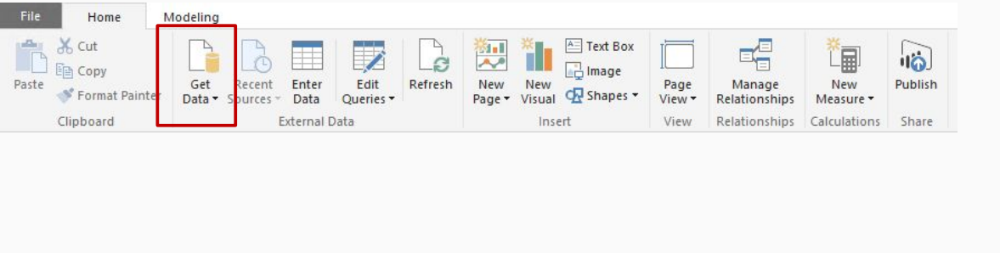 File Home Modeling
Cut
Copy
Format Painter
Paste
Clipboard
Get
Data
Recent
Sources
Enter
Data
Edit
Queries
Refresh
External Data
New
Page
New
Visual
Text Box
Image
Shapes
Insert
Page
View
View
Manage
Relationships
Relationships
New
Measure
Calculations
Publish
Share